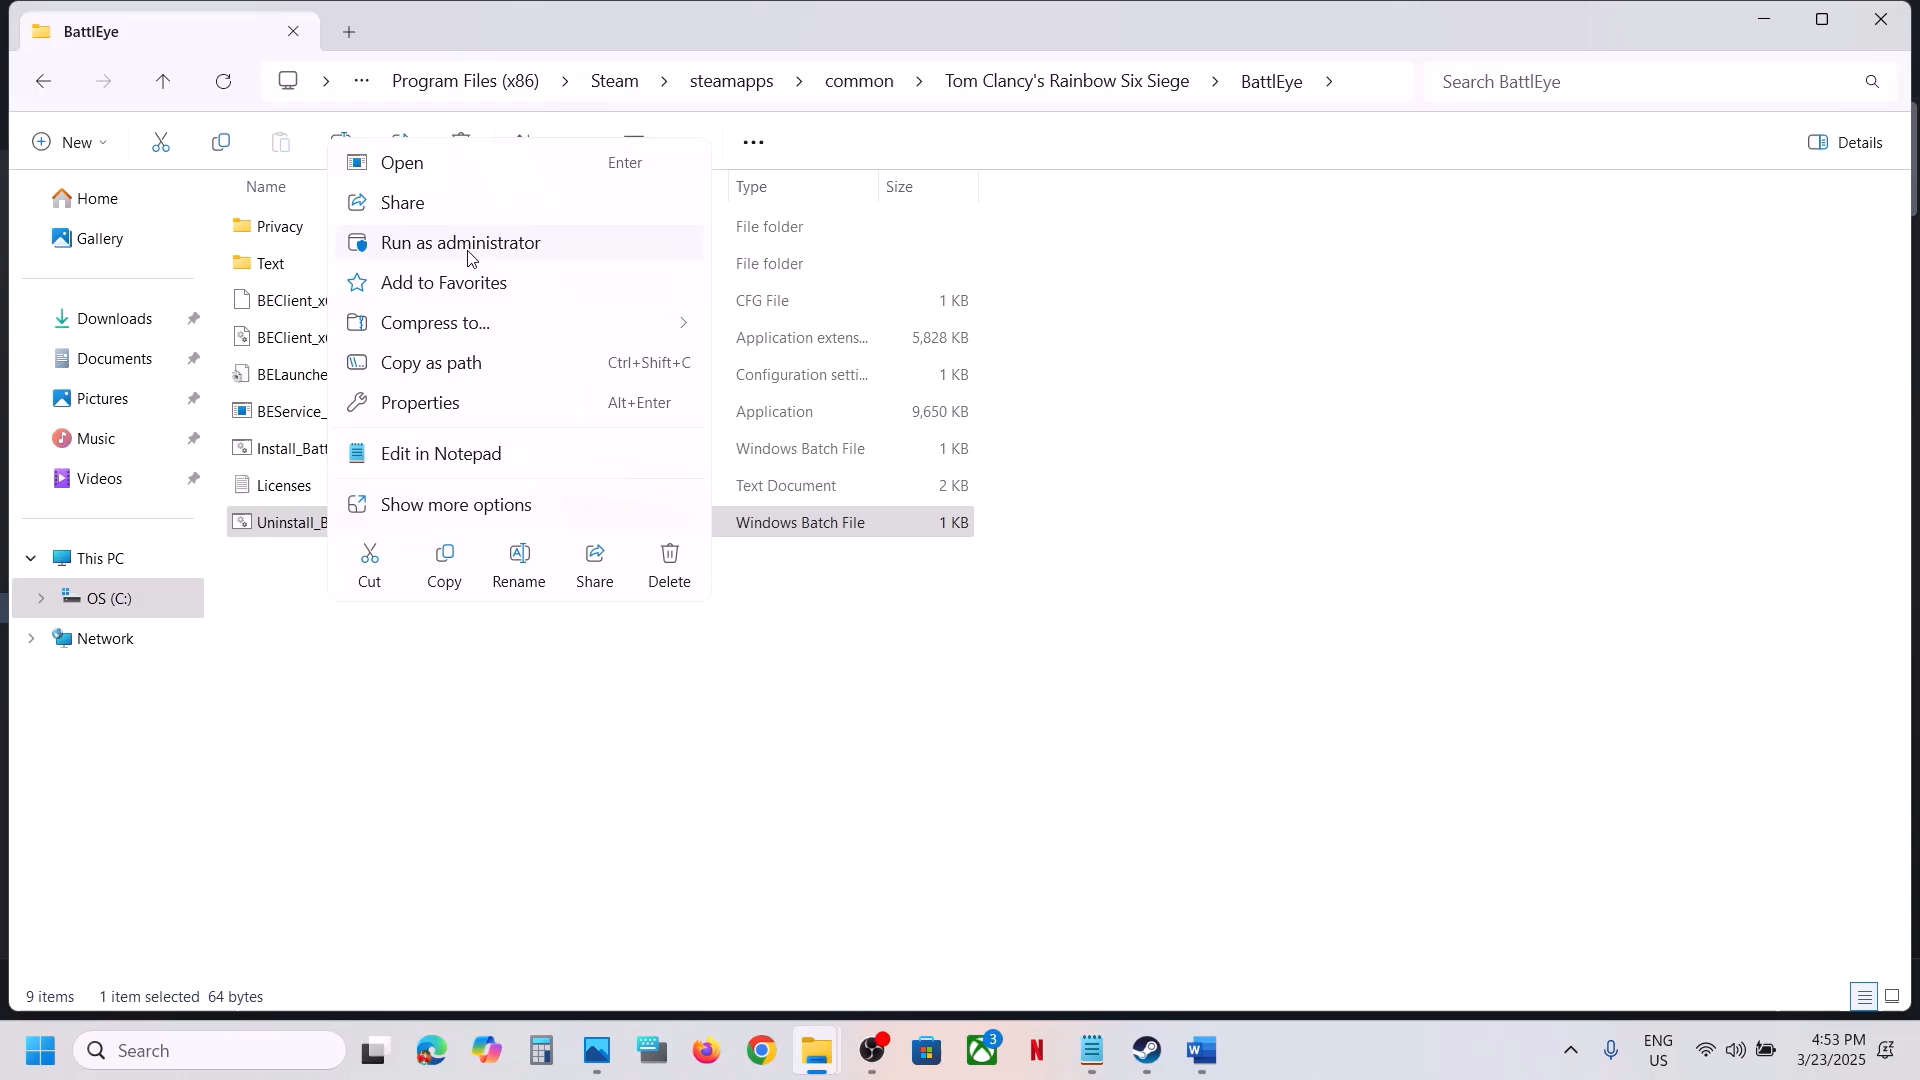 BattlEye
Program Files (x86) > Steam > steamapps > common > Tom Clancy's Rainbow Six Siege > BattlEye >
Search BattlEye
New
Details
Name
Type
Size
Home
Gallery
Downloads
Documents
Pictures
Music
Videos
This PC
OS (C:)
Network
Privacy
File folder
Text
File folder
BEClient_x
CFG File
1 KB
BEClient_x
Application extens...
5,828 KB
BELaunche
Configuration setti...
1 KB
BEService_
Application
9,650 KB
Install_Batt
Windows Batch File
1 KB
Licenses
Text Document
2 KB
Uninstall_B
Windows Batch File
1 KB
Open
Enter
Share
Run as administrator
Add to Favorites
Compress to...
Copy as path
Ctrl+Shift+C
Properties
Alt+Enter
Edit in Notepad
Show more options
Cut
Copy
Rename
Share
Delete
9 items
1 item selected 64 bytes
Search
3
ENG
US
4:53 PM
3/23/2025